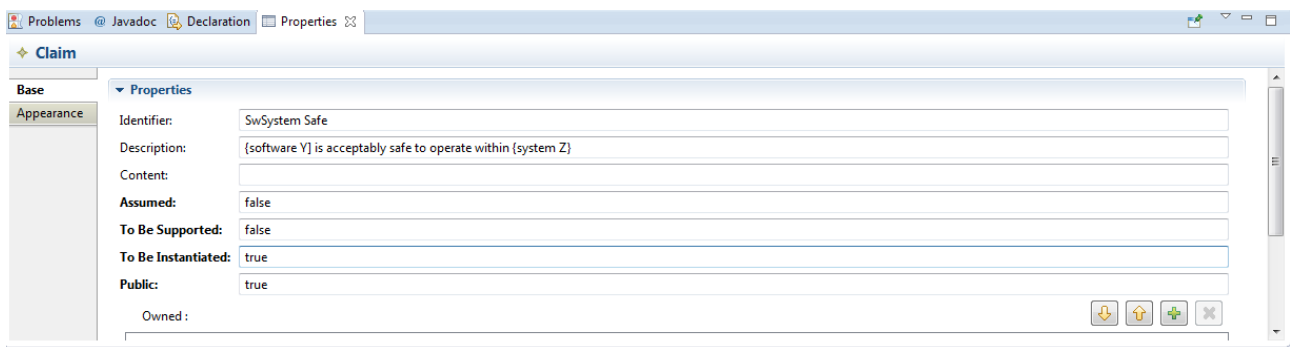 Problems @ Javadoc Declaration Properties
Claim
Base
Appearance
Properties
Identifier: SwSystem Safe
Description: {software Y] is acceptably safe to operate within {system Z}
Content:
Assumed: false
To Be Supported: false
To Be Instantiated: true
Public: true
Owned :